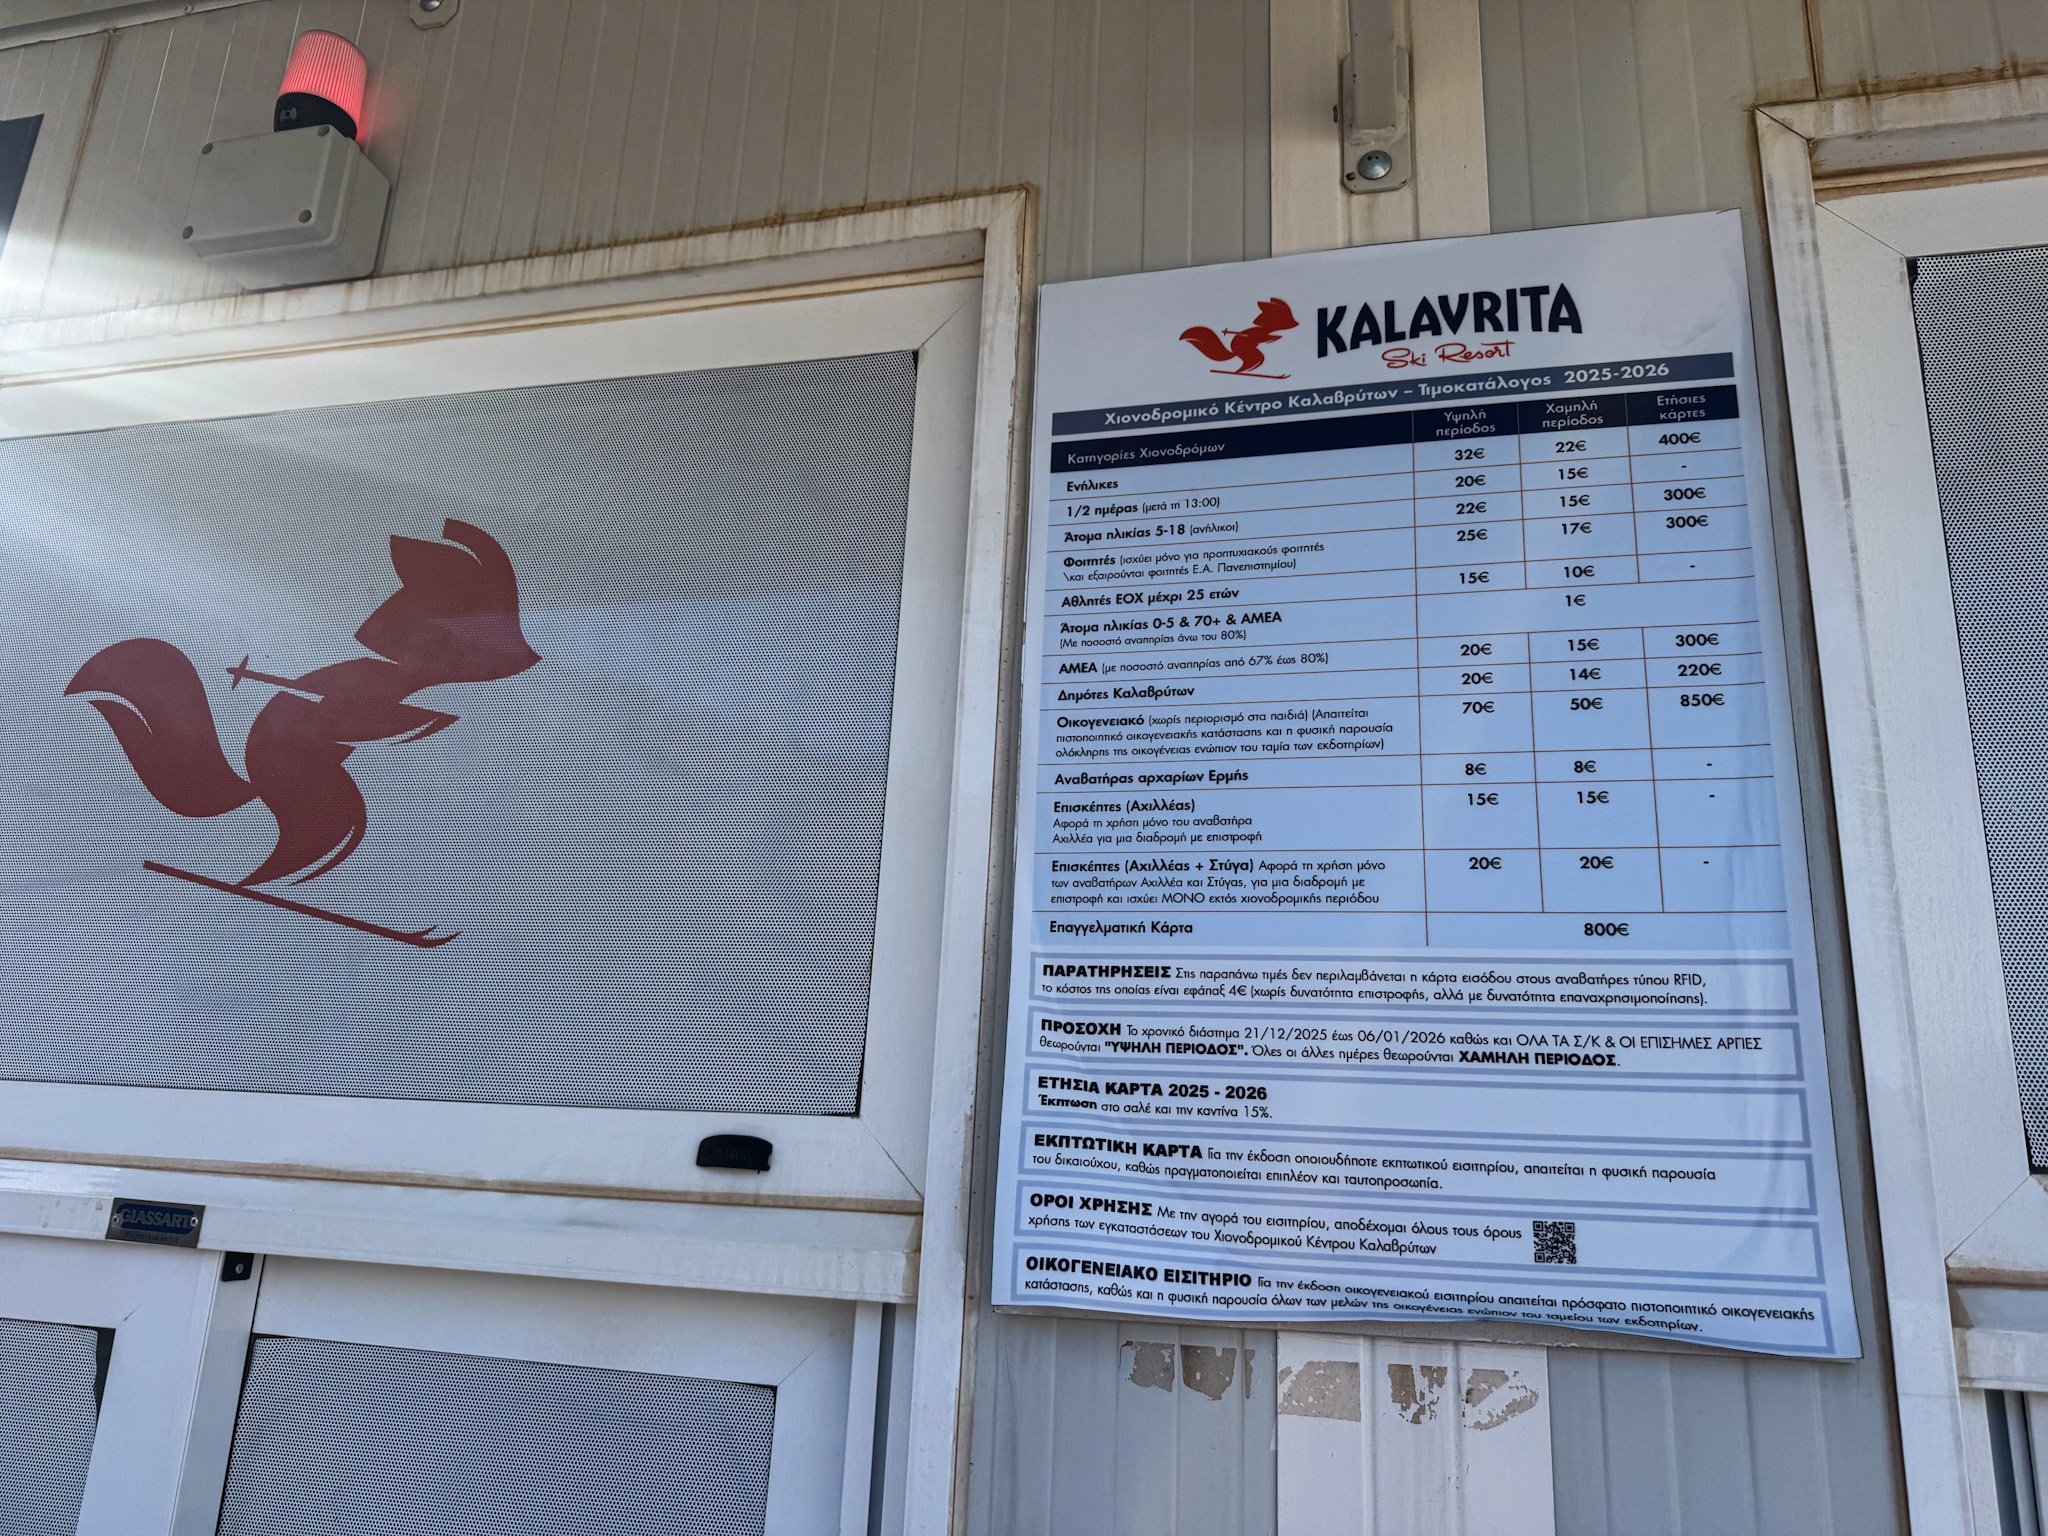 KALAVRITA
Ski Resort
Χιονοδρομικό Κέντρο Καλαβρύτων – Τιμοκατάλογος 2025-2026
Κατηγορίες Χιονοδρόμων Υψηλή περίοδος Χαμηλή περίοδος Ετήσιες κάρτες
Ενήλικες 32€ 22€ 400€
1/2 ημέρας (μετά τη 13:00) 20€ 15€ -
Άτομα ηλικίας 5-18 (ανήλικοι) 22€ 15€ 300€
Φοιτητές (ισχύει μόνο για προπτυχιακούς φοιτητές 25€ 17€ 300€
\και εξαιρούνται φοιτητές Ε.Α. Πανεπιστημίου)
Αθλητές ΕΟΧ μέχρι 25 ετών 15€ 10€ -
Άτομα ηλικίας 0-5 & 70+ & ΑΜΕΑ 1€
(Με ποσοστό αναπηρίας άνω του 80%)
ΑΜΕΑ (με ποσοστό αναπηρίας από 67% έως 80%) 20€ 15€ 300€
Δημότες Καλαβρύτων 20€ 14€ 220€
Οικογενειακό (χωρίς περιορισμό στα παιδιά) (Απαιτείται 70€ 50€ 850€
πιστοποιητικό οικογενειακής κατάστασης και η φυσική παρουσία
ολόκληρης της οικογένειας ενώπιον του ταμία των εκδοτηρίων)
Αναβατήρας αρχαρίων Ερμής 8€ 8€ -
Επισκέπτες (Αχιλλέας) 15€ 15€ -
Αφορά τη χρήση μόνο του αναβατήρα
Αχιλλέα για μια διαδρομή με επιστροφή
Επισκέπτες (Αχιλλέας + Στύγα) Αφορά τη χρήση μόνο 20€ 20€ -
των αναβατήρων Αχιλλέα και Στύγας, για μια διαδρομή με
επιστροφή και ισχύει ΜΟΝΟ εκτός χιονοδρομικής περιόδου
Επαγγελματική Κάρτα 800€
ΠΑΡΑΤΗΡΗΣΕΙΣ Στις παραπάνω τιμές δεν περιλαμβάνεται η κάρτα εισόδου στους αναβατήρες τύπου RFID,
το κόστος της οποίας είναι εφάπαξ 4€ (χωρίς δυνατότητα επιστροφής, αλλά με δυνατότητα επαναχρησιμοποίησης).
ΠΡΟΣΟΧΗ Το χρονικό διάστημα 21/12/2025 έως 06/01/2026 καθώς και ΟΛΑ ΤΑ Σ/Κ & ΟΙ ΕΠΙΣΗΜΕΣ ΑΡΓΙΕΣ
θεωρούνται "ΥΨΗΛΗ ΠΕΡΙΟΔΟΣ". Όλες οι άλλες ημέρες θεωρούνται ΧΑΜΗΛΗ ΠΕΡΙΟΔΟΣ.
ΕΤΗΣΙΑ ΚΑΡΤΑ 2025 - 2026
Έκπτωση στο σαλέ και την καντίνα 15%.
ΕΚΠΤΩΤΙΚΗ ΚΑΡΤΑ Για την έκδοση οποιουδήποτε εκπτωτικού εισιτηρίου, απαιτείται η φυσική παρουσία
του δικαιούχου, καθώς πραγματοποιείται επιπλέον και ταυτοπροσωπία.
ΟΡΟΙ ΧΡΗΣΗΣ Με την αγορά του εισιτηρίου, αποδέχομαι όλους τους όρους
χρήσης των εγκαταστάσεων του Χιονοδρομικού Κέντρου Καλαβρύτων
ΟΙΚΟΓΕΝΕΙΑΚΟ ΕΙΣΙΤΗΡΙΟ Για την έκδοση οικογενειακού εισιτηρίου απαιτείται πρόσφατο πιστοποιητικό οικογενειακής
κατάστασης, καθώς και η φυσική παρουσία όλων των μελών της οικογένειας ενώπιον του ταμείου των εκδοτηρίων.
GLASSART